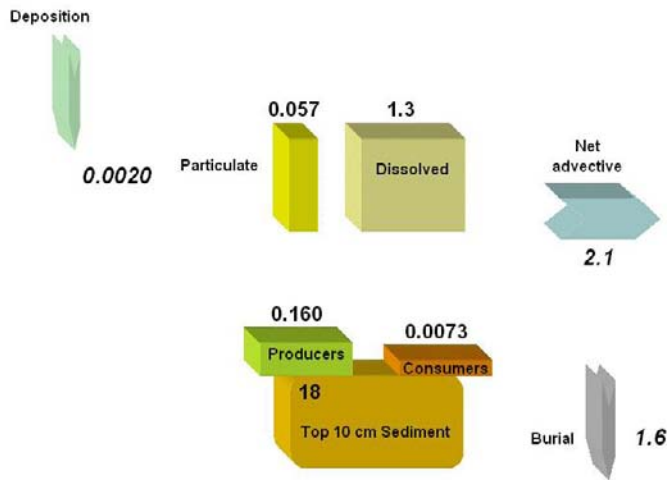 Deposition
0.0020
0.057
1.3
Particulate
Dissolved
Net
advective
2.1
0.160
0.0073
Producers
Consumers
18
Top 10 cm Sediment
Burial
1.6